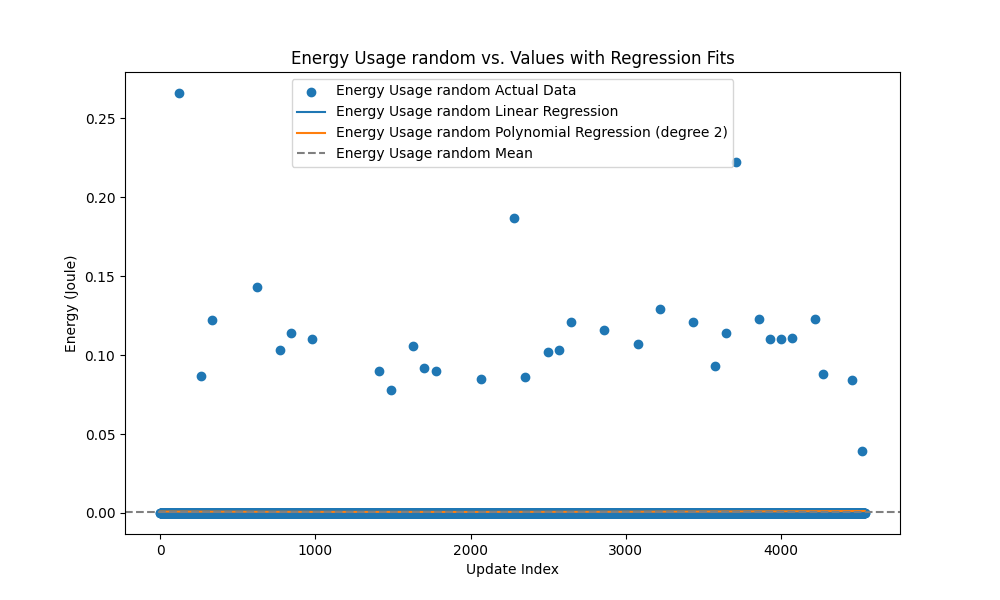 Energy Usage random vs. Values with Regression Fits
Energy Usage random Actual Data
Energy Usage random Linear Regression
Energy Usage random Polynomial Regression (degree 2)
Energy Usage random Mean
Energy (Joule)
0.25
0.20
0.15
0.10
0.05
0.00
0 1000 2000 3000 4000
Update Index